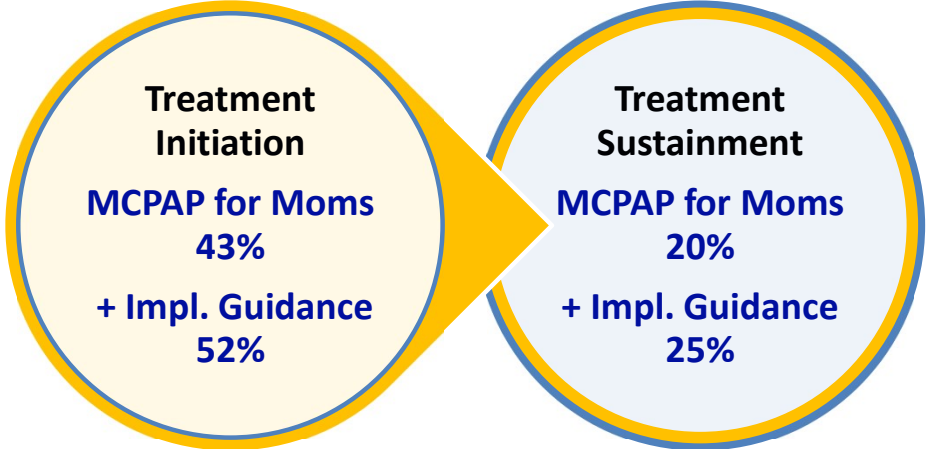 Treatment
Initiation
MCPAP for Moms
43%
+ Impl. Guidance
52%
Treatment
Sustainment
MCPAP for Moms
20%
+ Impl. Guidance
25%